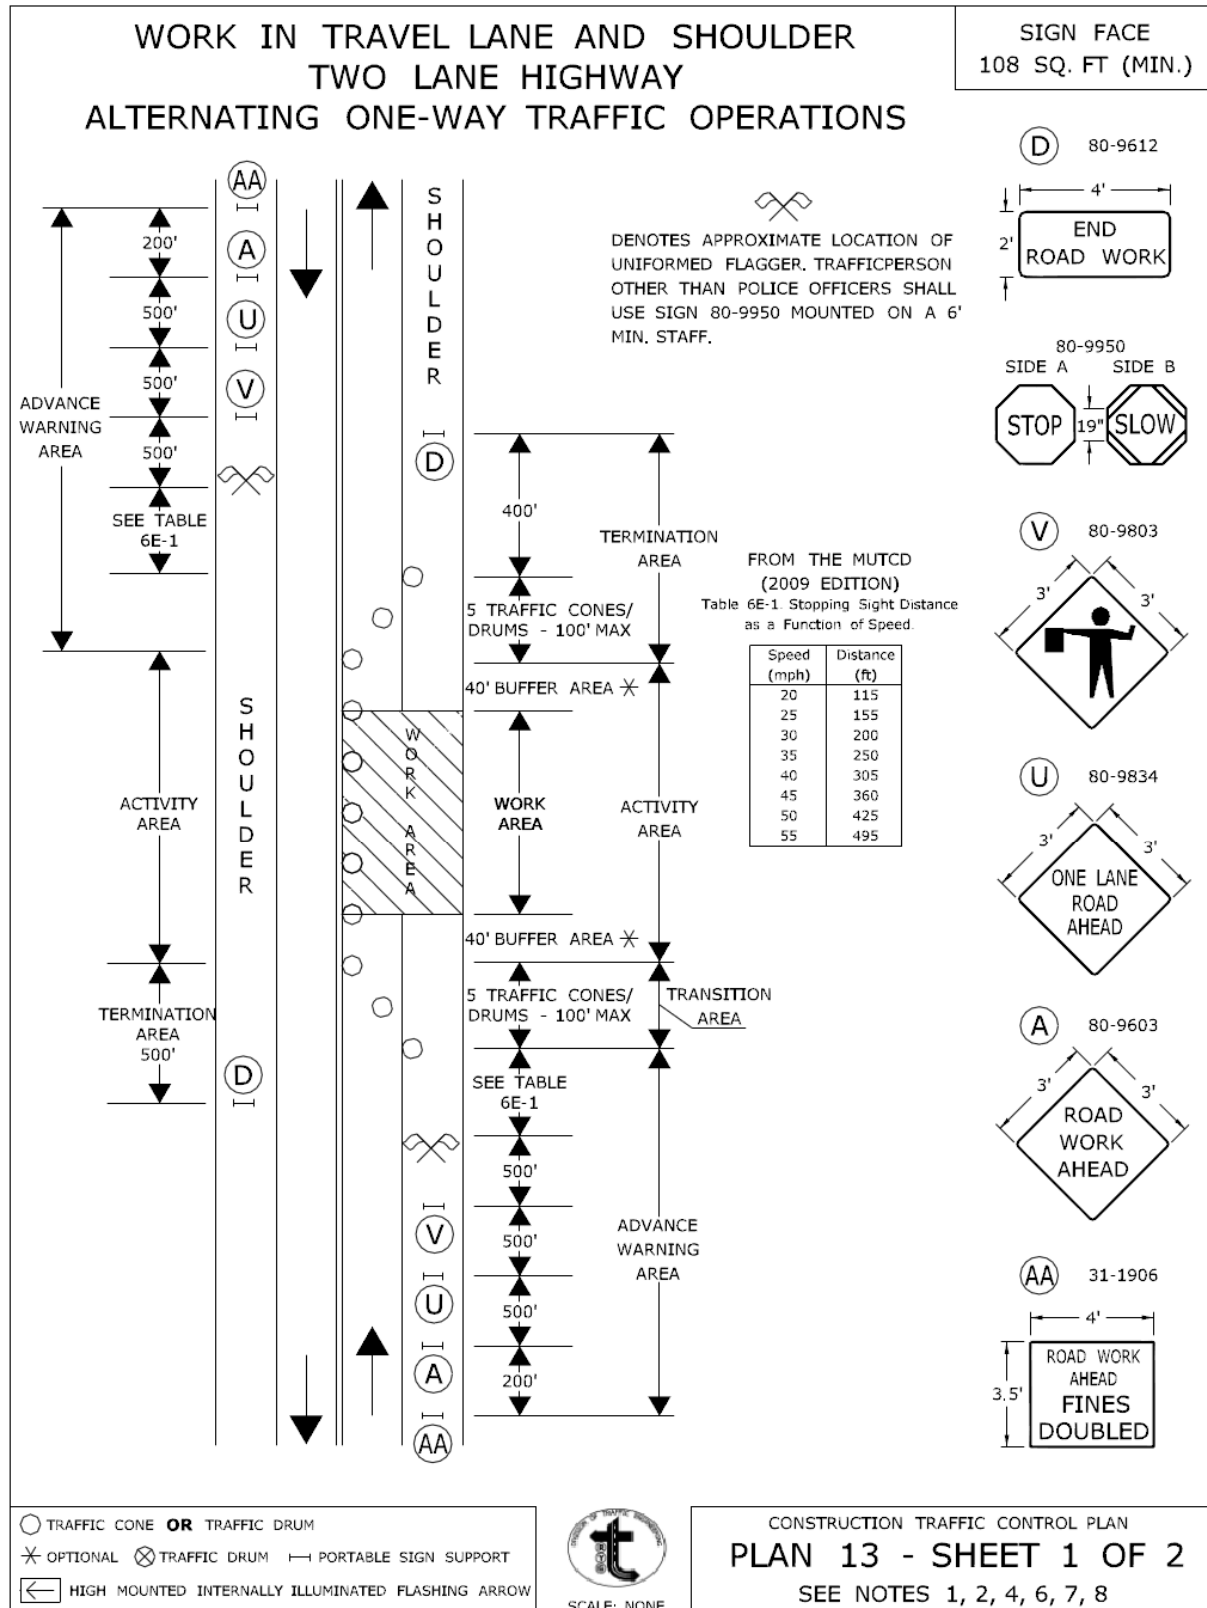 WORK IN TRAVEL LANE AND SHOULDER
TWO LANE HIGHWAY
ALTERNATING ONE-WAY TRAFFIC OPERATIONS
SIGN FACE
108 SQ. FT (MIN.)
AA
200'
A
500'
U
500'
V
500'
ADVANCE
WARNING
AREA
SEE TABLE
6E-1
SHOULDER
ACTIVITY
AREA
TERMINATION
AREA
500'
D
SHOULDER
D
400'
TERMINATION
AREA
5 TRAFFIC CONES/
DRUMS - 100' MAX
40' BUFFER AREA *
WORK AREA
WORK
AREA
ACTIVITY
AREA
40' BUFFER AREA *
5 TRAFFIC CONES/
DRUMS - 100' MAX
TRANSITION
AREA
SEE TABLE
6E-1
500'
V
500'
U
500'
A
200'
AA
ADVANCE
WARNING
AREA
DENOTES APPROXIMATE LOCATION OF
UNIFORMED FLAGGER. TRAFFICPERSON
OTHER THAN POLICE OFFICERS SHALL
USE SIGN 80-9950 MOUNTED ON A 6'
MIN. STAFF.
FROM THE MUTCD
(2009 EDITION)
Table 6E-1. Stopping Sight Distance
as a Function of Speed.
Speed Distance
(mph) (ft)
20 115
25 155
30 200
35 250
40 305
45 360
50 425
55 495
D 80-9612
4'
2'
END
ROAD WORK
80-9950
SIDE A SIDE B
STOP 19" SLOW
V 80-9803
3' 3'
U 80-9834
3' 3'
ONE LANE
ROAD
AHEAD
A 80-9603
3' 3'
ROAD
WORK
AHEAD
AA 31-1906
4'
3.5'
ROAD WORK
AHEAD
FINES
DOUBLED
TRAFFIC CONE OR TRAFFIC DRUM
* OPTIONAL TRAFFIC DRUM PORTABLE SIGN SUPPORT
HIGH MOUNTED INTERNALLY ILLUMINATED FLASHING ARROW
DIVISION OF TRAFFIC ENGINEERING
SCALE: NONE
CONSTRUCTION TRAFFIC CONTROL PLAN
PLAN 13 - SHEET 1 OF 2
SEE NOTES 1, 2, 4, 6, 7, 8